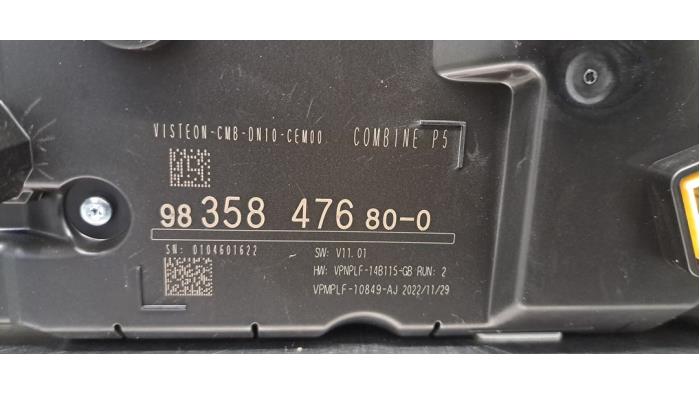 VISTEON-CMB-DN10-CEM00 COMBINE P5
98 358 476 80-0
SN: 0104601622 SW: V11.01
HW: VPNPLF-14B115-GB RUN: 2
VPMPLF-10849-AJ 2022/11/29